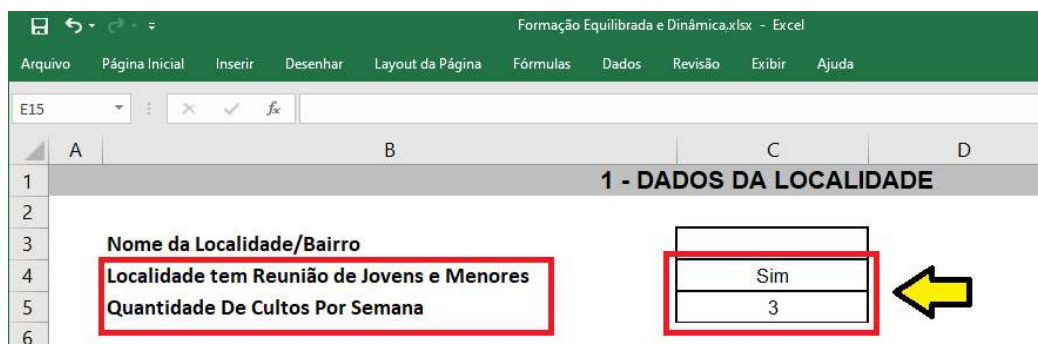 Formação Equilibrada e Dinâmica.xlsx - Excel
Arquivo Página Inicial Inserir Desenhar Layout da Página Fórmulas Dados Revisão Exibir Ajuda
E15 fx
A B C D
1 1 - DADOS DA LOCALIDADE
2
3 Nome da Localidade/Bairro
4 Localidade tem Reunião de Jovens e Menores Sim
5 Quantidade De Cultos Por Semana 3
6